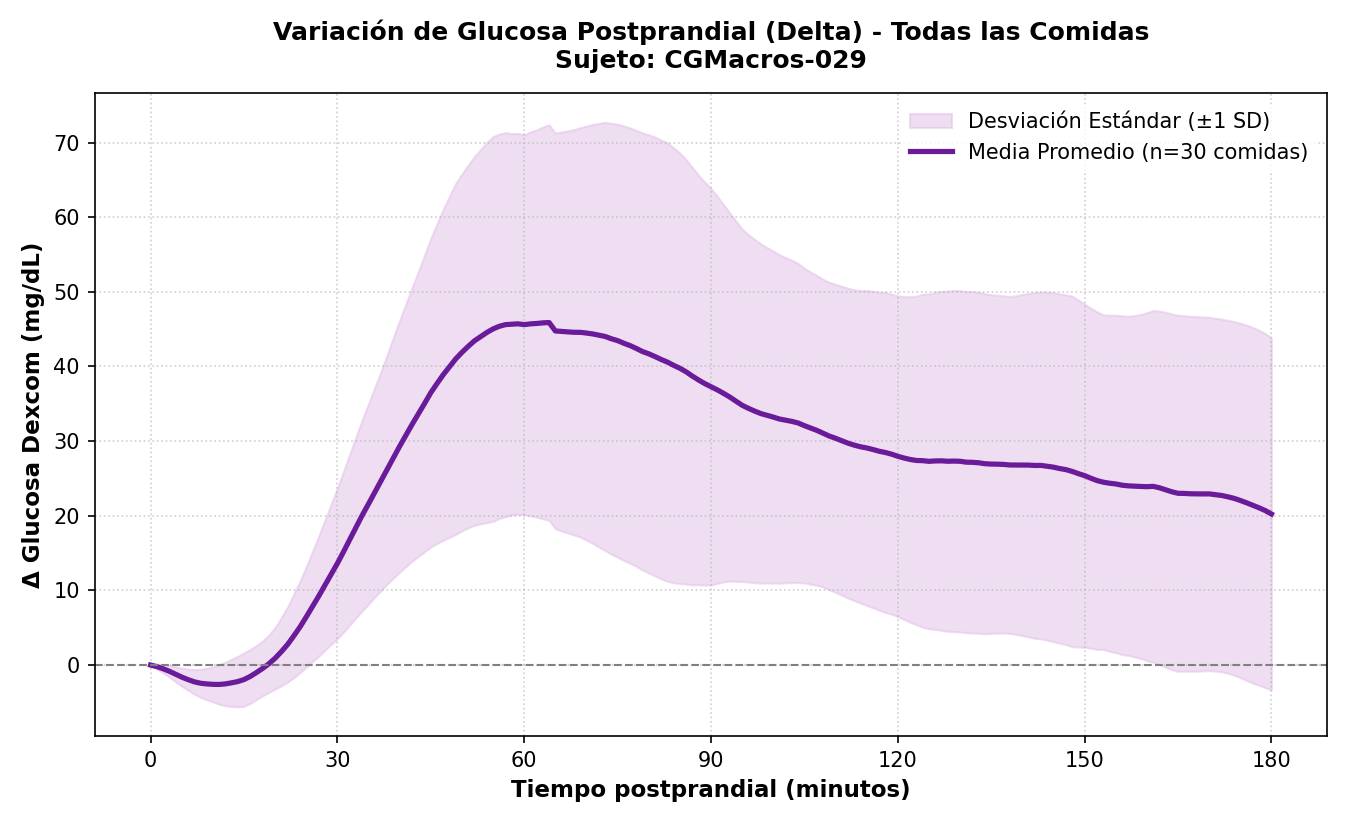 Variación de Glucosa Postprandial (Delta) - Todas las Comidas
Sujeto: CGMacros-029
Desviación Estándar (±1 SD)
Media Promedio (n=30 comidas)
Δ Glucosa Dexcom (mg/dL)
70
60
50
40
30
20
10
0
0 30 60 90 120 150 180
Tiempo postprandial (minutos)